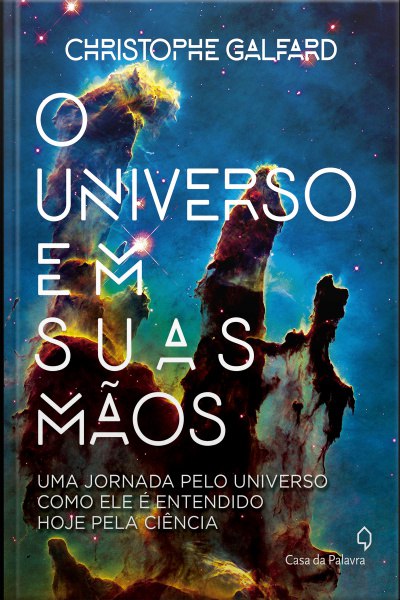 CHRISTOPHE GALFARD
O
UNIVERSO
EM
SUAS
MÃOS
UMA JORNADA PELO UNIVERSO
COMO ELE É ENTENDIDO
HOJE PELA CIÊNCIA
Casa da Palavra